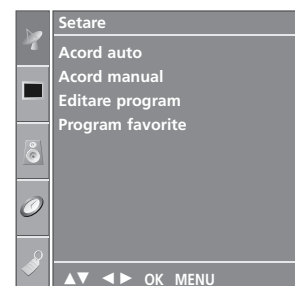 Setare
Acord auto
Acord manual
Editare program
Program favorite
▲▼ ◄► OK MENU